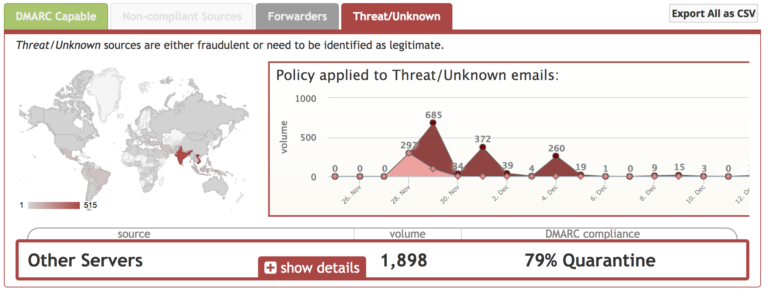 DMARC Capable Non-compliant Sources Forwarders Threat/Unknown Export All as CSV
Threat/Unknown sources are either fraudulent or need to be identified as legitimate.
Policy applied to Threat/Unknown emails:
1000
685
volume
500
297 372 260
0 0 0 0 34 39 4 19 1 0 9 15 3 0
26. Nov 28. Nov 30. Nov 2. Dec 4. Dec 6. Dec 8. Dec 10. Dec 12. D
1 515
source volume DMARC compliance
Other Servers + show details 1,898 79% Quarantine